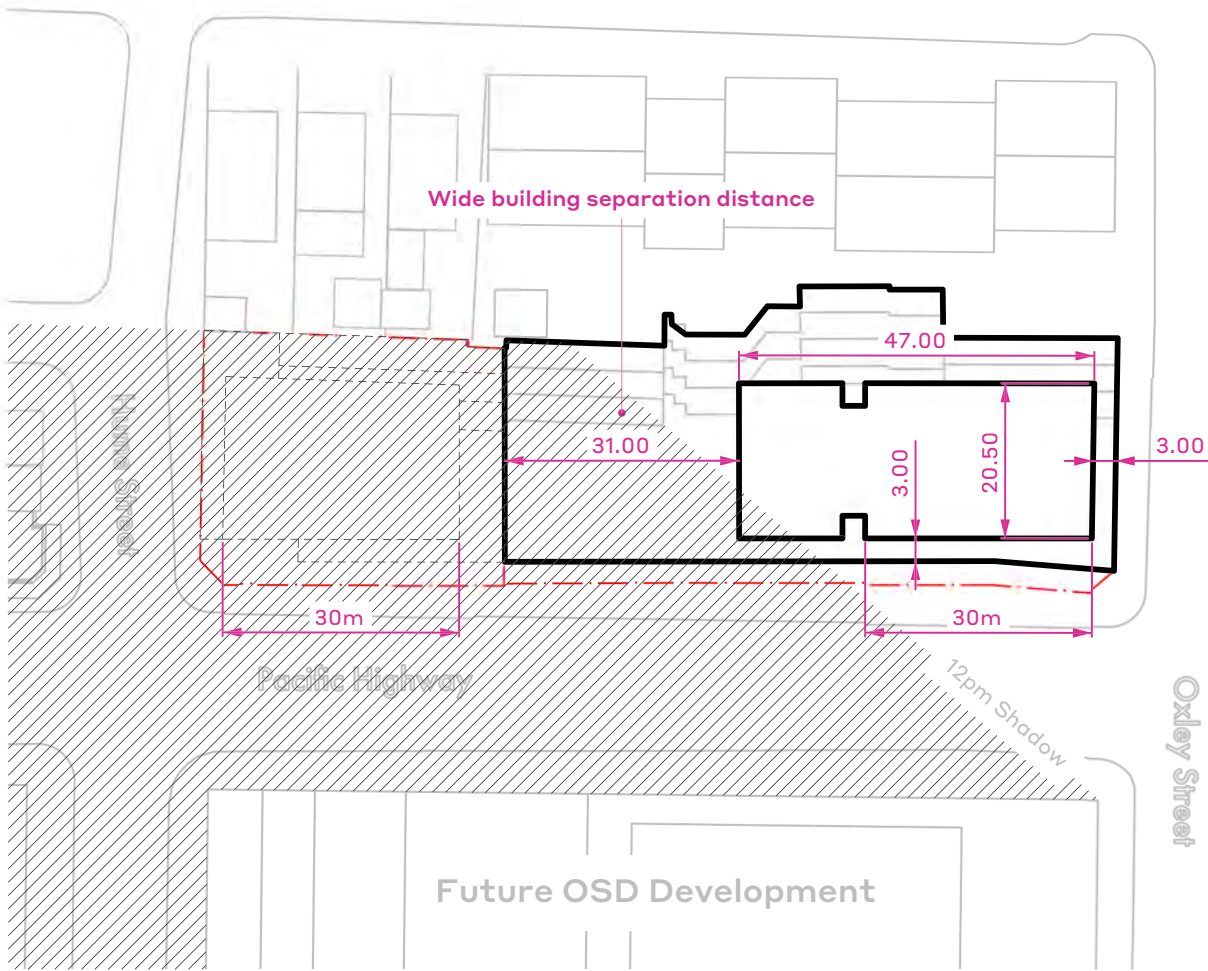 Wide building separation distance
47.00
31.00
3.00
20.50
3.00
Hume Street
30m
30m
Pacific Highway
12pm Shadow
Oxley Street
Future OSD Development